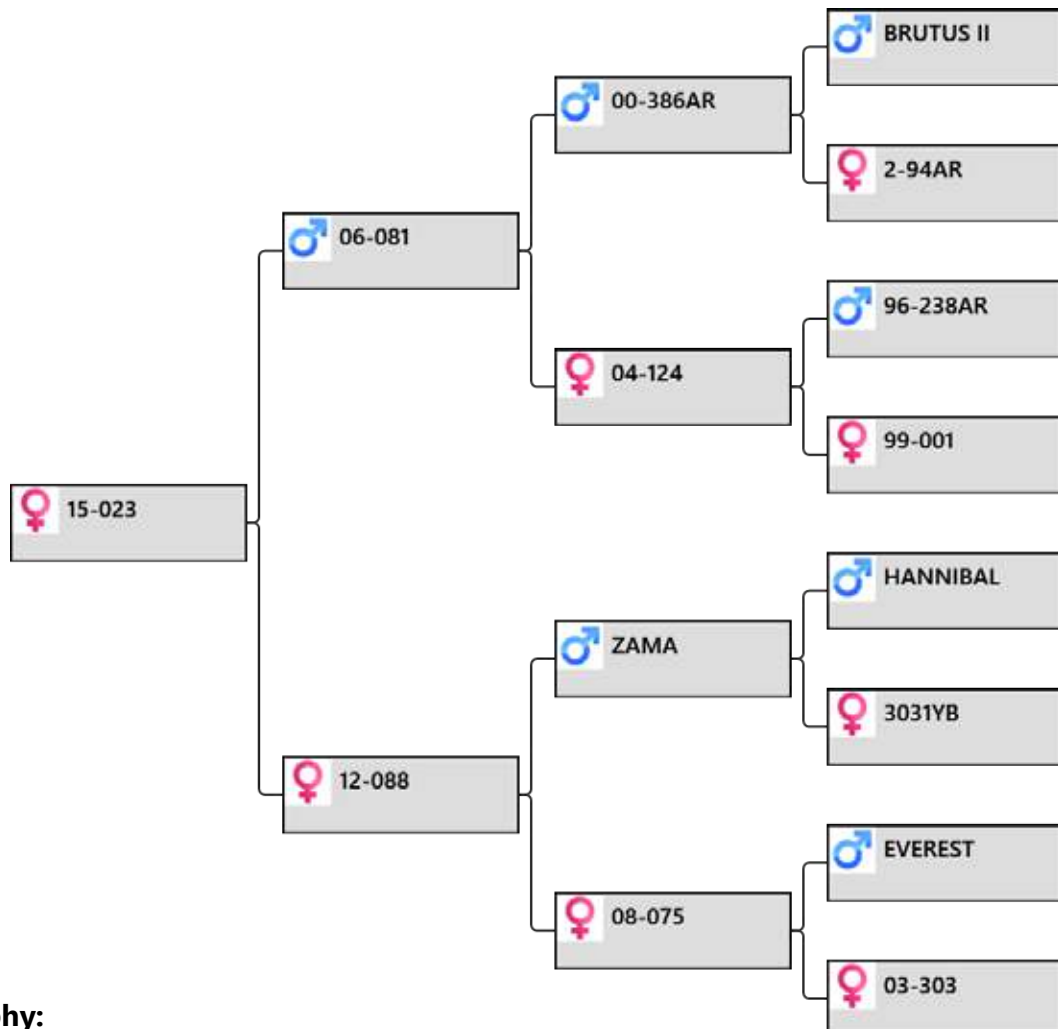 BRUTUS II
00-386AR
2-94AR
06-081
96-238AR
04-124
99-001
15-023
HANNIBAL
ZAMA
3031YB
12-088
EVEREST
08-075
03-303